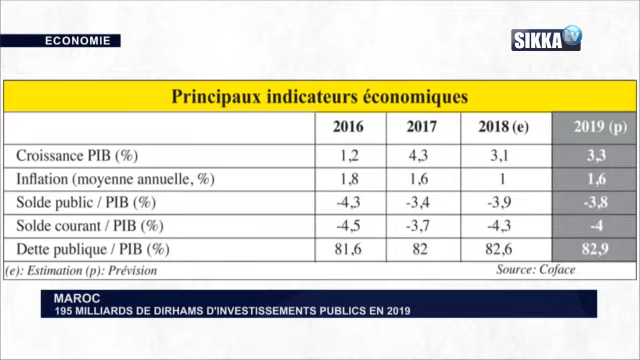 ECONOMIE
SIKKA tv
Principaux indicateurs économiques
2016 2017 2018 (e) 2019 (p)
Croissance PIB (%) 1,2 4,3 3,1 3,3
Inflation (moyenne annuelle, %) 1,8 1,6 1 1,6
Solde public / PIB (%) -4,3 -3,4 -3,9 -3,8
Solde courant / PIB (%) -4,5 -3,7 -4,3 -4
Dette publique / PIB (%) 81,6 82 82,6 82,9
(e): Estimation (p): Prévision Source: Coface
MAROC
195 MILLIARDS DE DIRHAMS D'INVESTISSEMENTS PUBLICS EN 2019